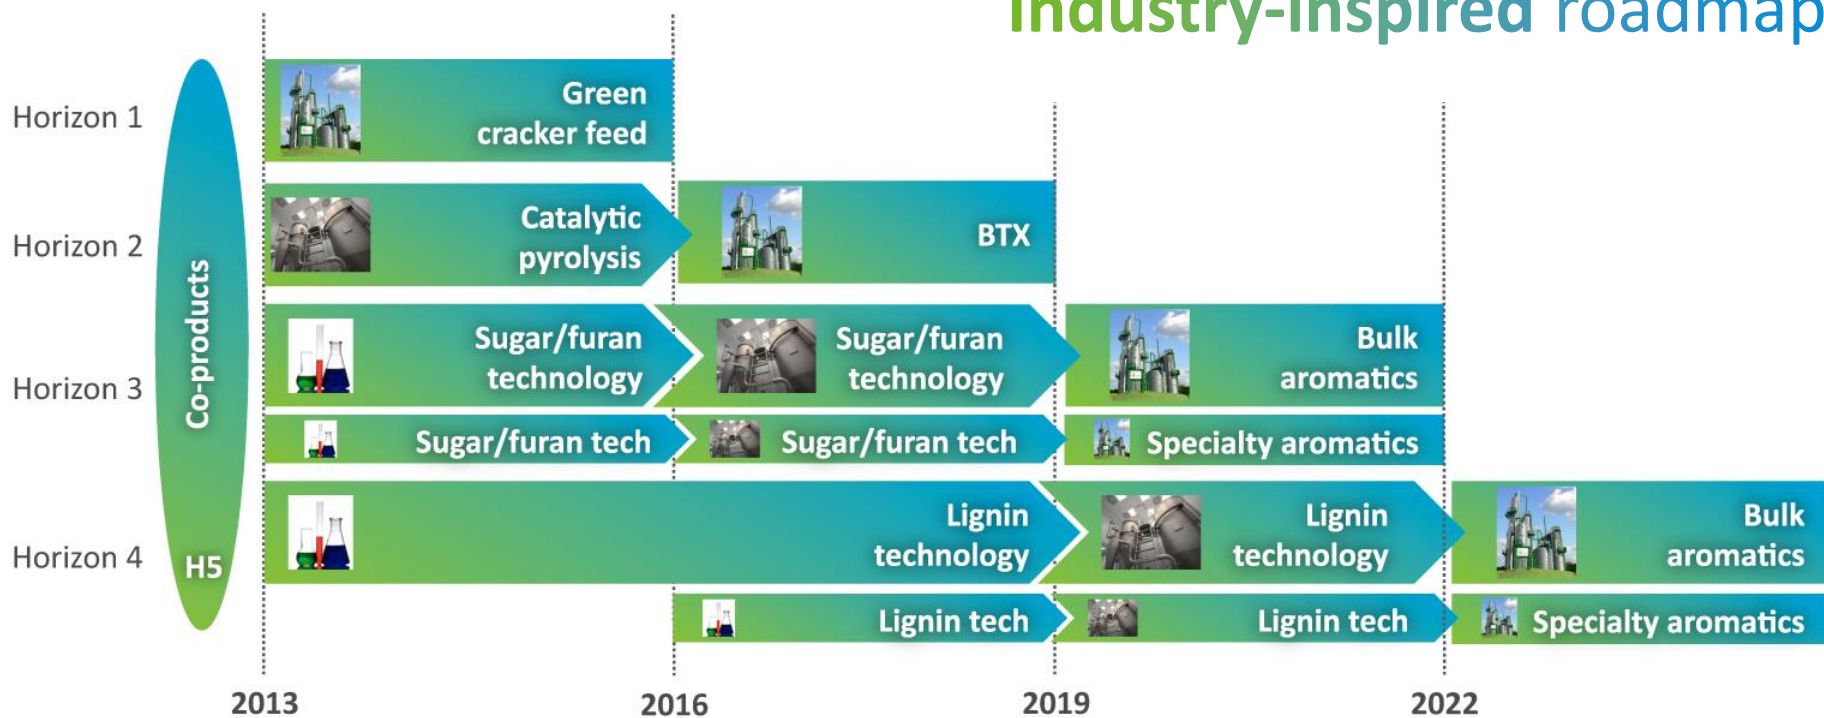 Industry-inspired roadmap
Horizon 1
Green
cracker feed
Horizon 2
Catalytic
pyrolysis
BTX
Co-products
H5
Horizon 3
Sugar/furan
technology
Sugar/furan
technology
Bulk
aromatics
Sugar/furan tech
Sugar/furan tech
Specialty aromatics
Horizon 4
Lignin
technology
Lignin
technology
Bulk
aromatics
Lignin tech
Lignin tech
Specialty aromatics
2013
2016
2019
2022